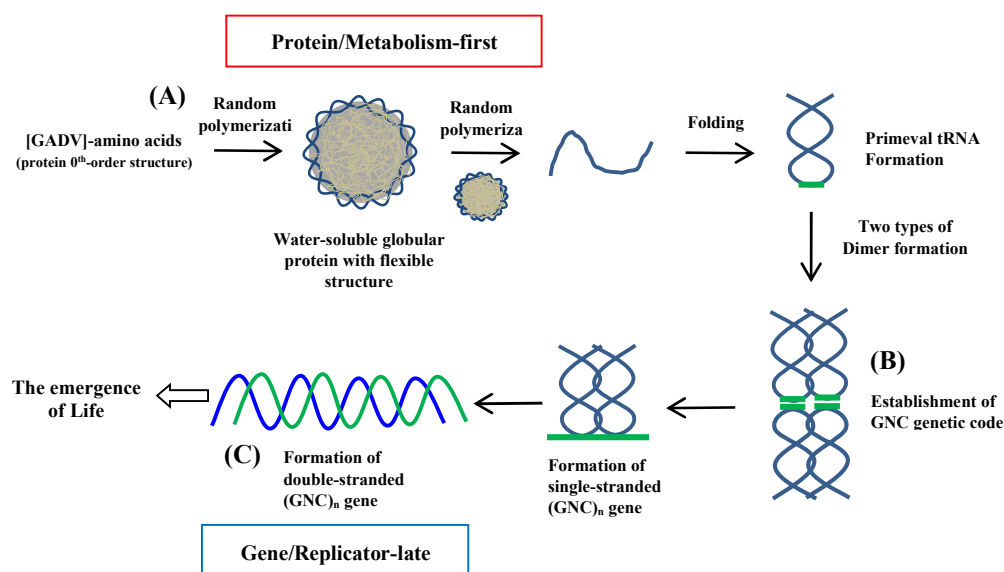 Protein/Metabolism-first
(A)
Random
polymerizati
[GADV]-amino acids
(protein 0th-order structure)
Water-soluble globular
protein with flexible
structure
Random
polymeriza
Folding
Primeval tRNA
Formation
Two types of
Dimer formation
(B)
Establishment of
GNC genetic code
Formation of
single-stranded
(GNC)n gene
(C)
Formation of
double-stranded
(GNC)n gene
The emergence
of Life
Gene/Replicator-late